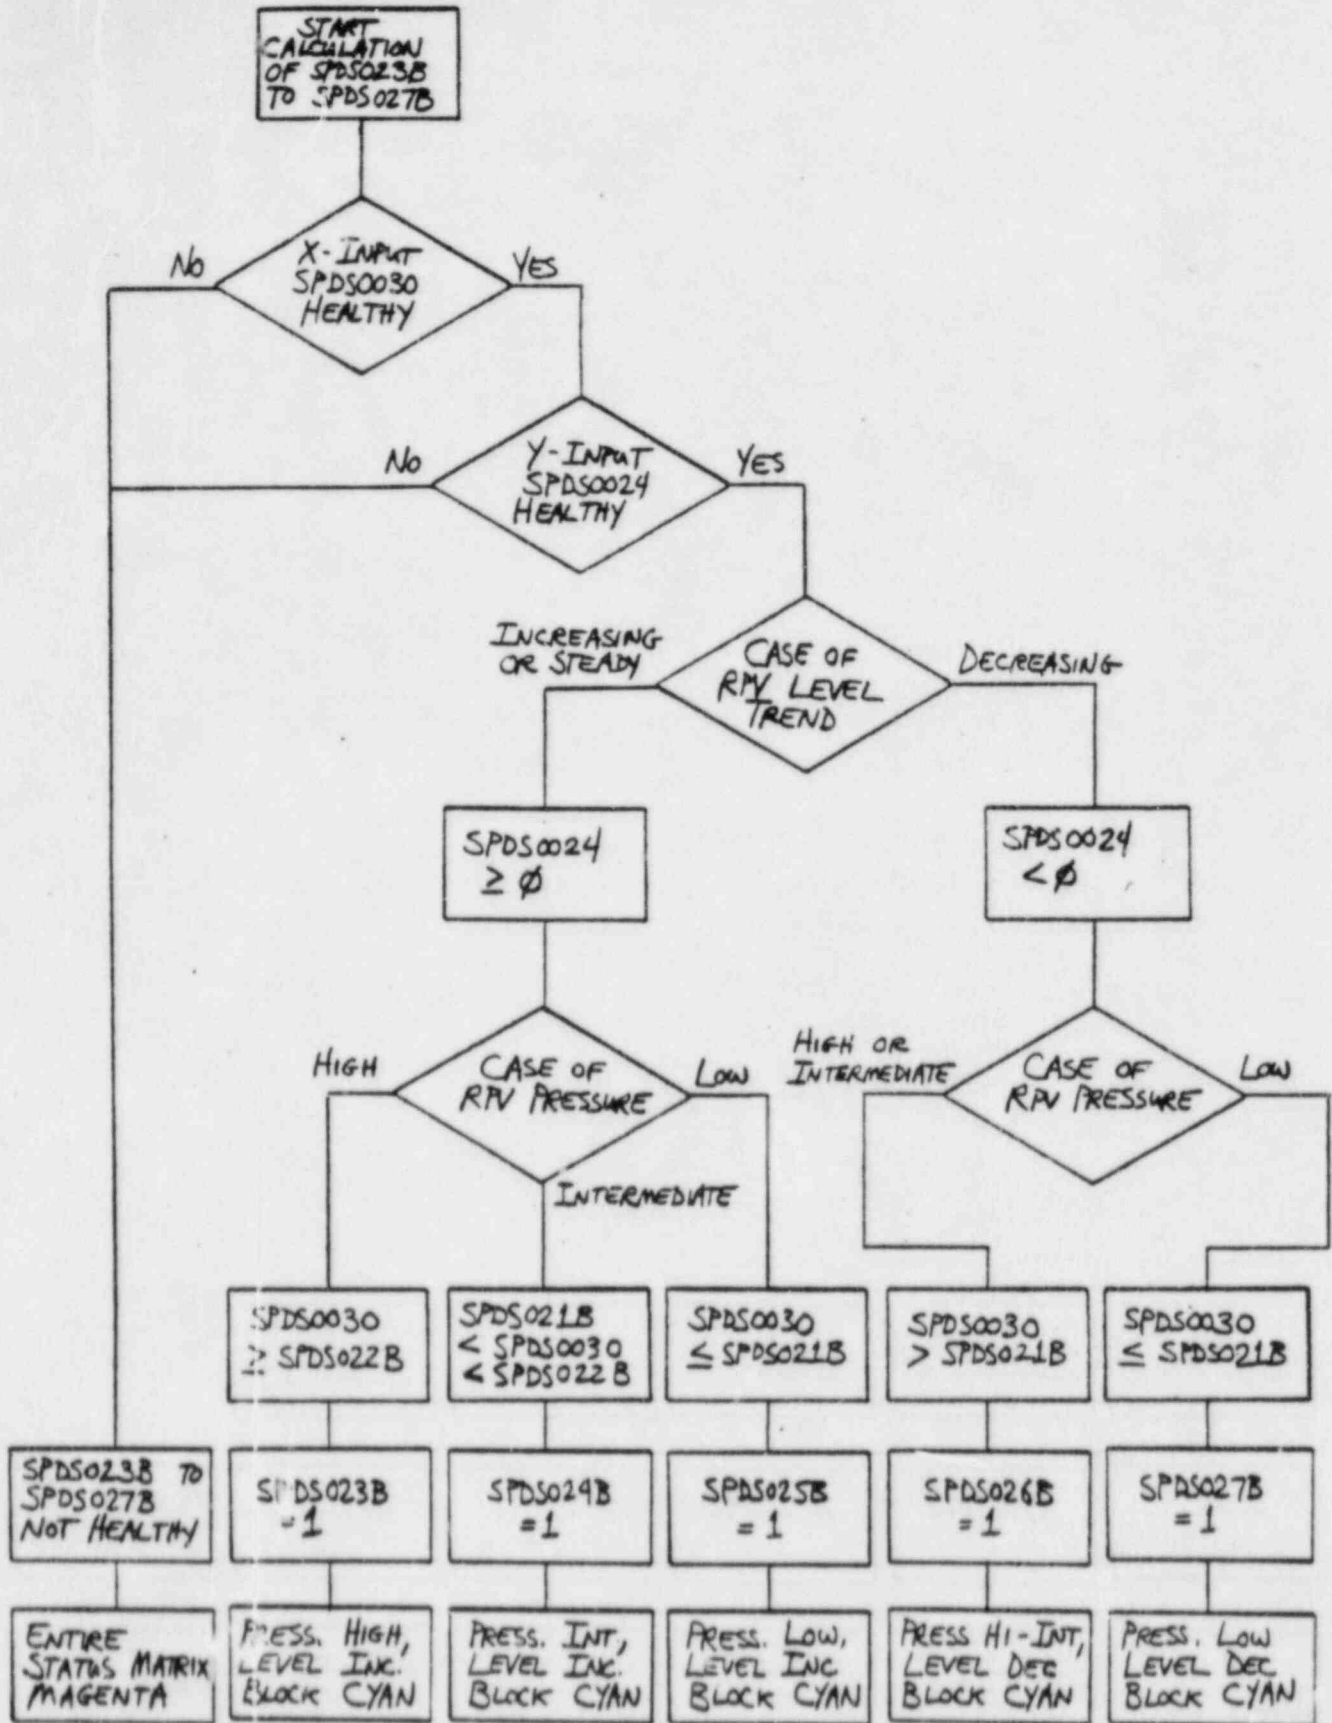 START
CALCULATION
OF SPDS023B
TO SPDS027B
No
X-INPUT
SPDS0030
HEALTHY
YES
No
Y-INPUT
SPDS0024
HEALTHY
YES
INCREASING
OR STEADY
CASE OF
RPV LEVEL
TREND
DECREASING
SPDS0024
≥ Ø
SPDS0024
< Ø
HIGH
CASE OF
RPV PRESSURE
LOW
INTERMEDIATE
HIGH OR
INTERMEDIATE
CASE OF
RPV PRESSURE
LOW
SPDS0030
≥ SPDS022B
SPDS021B
< SPDS0030
< SPDS022B
SPDS0030
≤ SPDS021B
SPDS0030
> SPDS021B
SPDS0030
≤ SPDS021B
SPDS023B TO
SPDS027B
NOT HEALTHY
SPDS023B
= 1
SPDS024B
= 1
SPDS025B
= 1
SPDS026B
= 1
SPDS027B
= 1
ENTIRE
STATUS MATRIX
MAGENTA
PRESS. HIGH,
LEVEL INC.
BLOCK CYAN
PRESS. INT,
LEVEL INC.
BLOCK CYAN
PRESS. LOW,
LEVEL INC
BLOCK CYAN
PRESS HI-INT,
LEVEL DEC
BLOCK CYAN
PRESS. LOW
LEVEL DEC
BLOCK CYAN